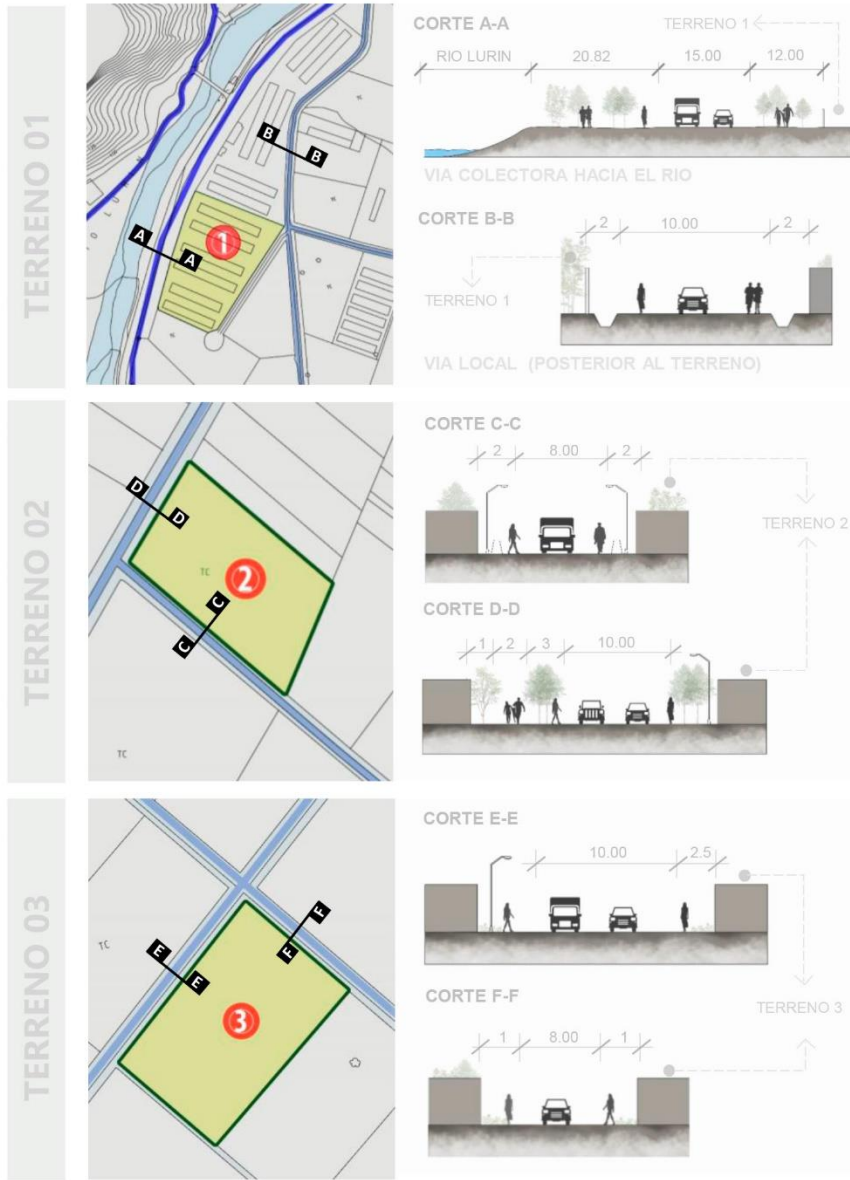 TERRENO 01
B
B
A
A
1
CORTE A-A
TERRENO 1
RIO LURIN 20.82 15.00 12.00
VIA COLECTORA HACIA EL RIO
CORTE B-B
2 10.00 2
TERRENO 1
VIA LOCAL (POSTERIOR AL TERRENO)
TERRENO 02
D
D
TC
2
C
C
TC
CORTE C-C
2 8.00 2
TERRENO 2
CORTE D-D
1 2 3 10.00
TERRENO 03
F
F
TC
E
E
3
CORTE E-E
10.00 2.5
CORTE F-F
TERRENO 3
1 8.00 1